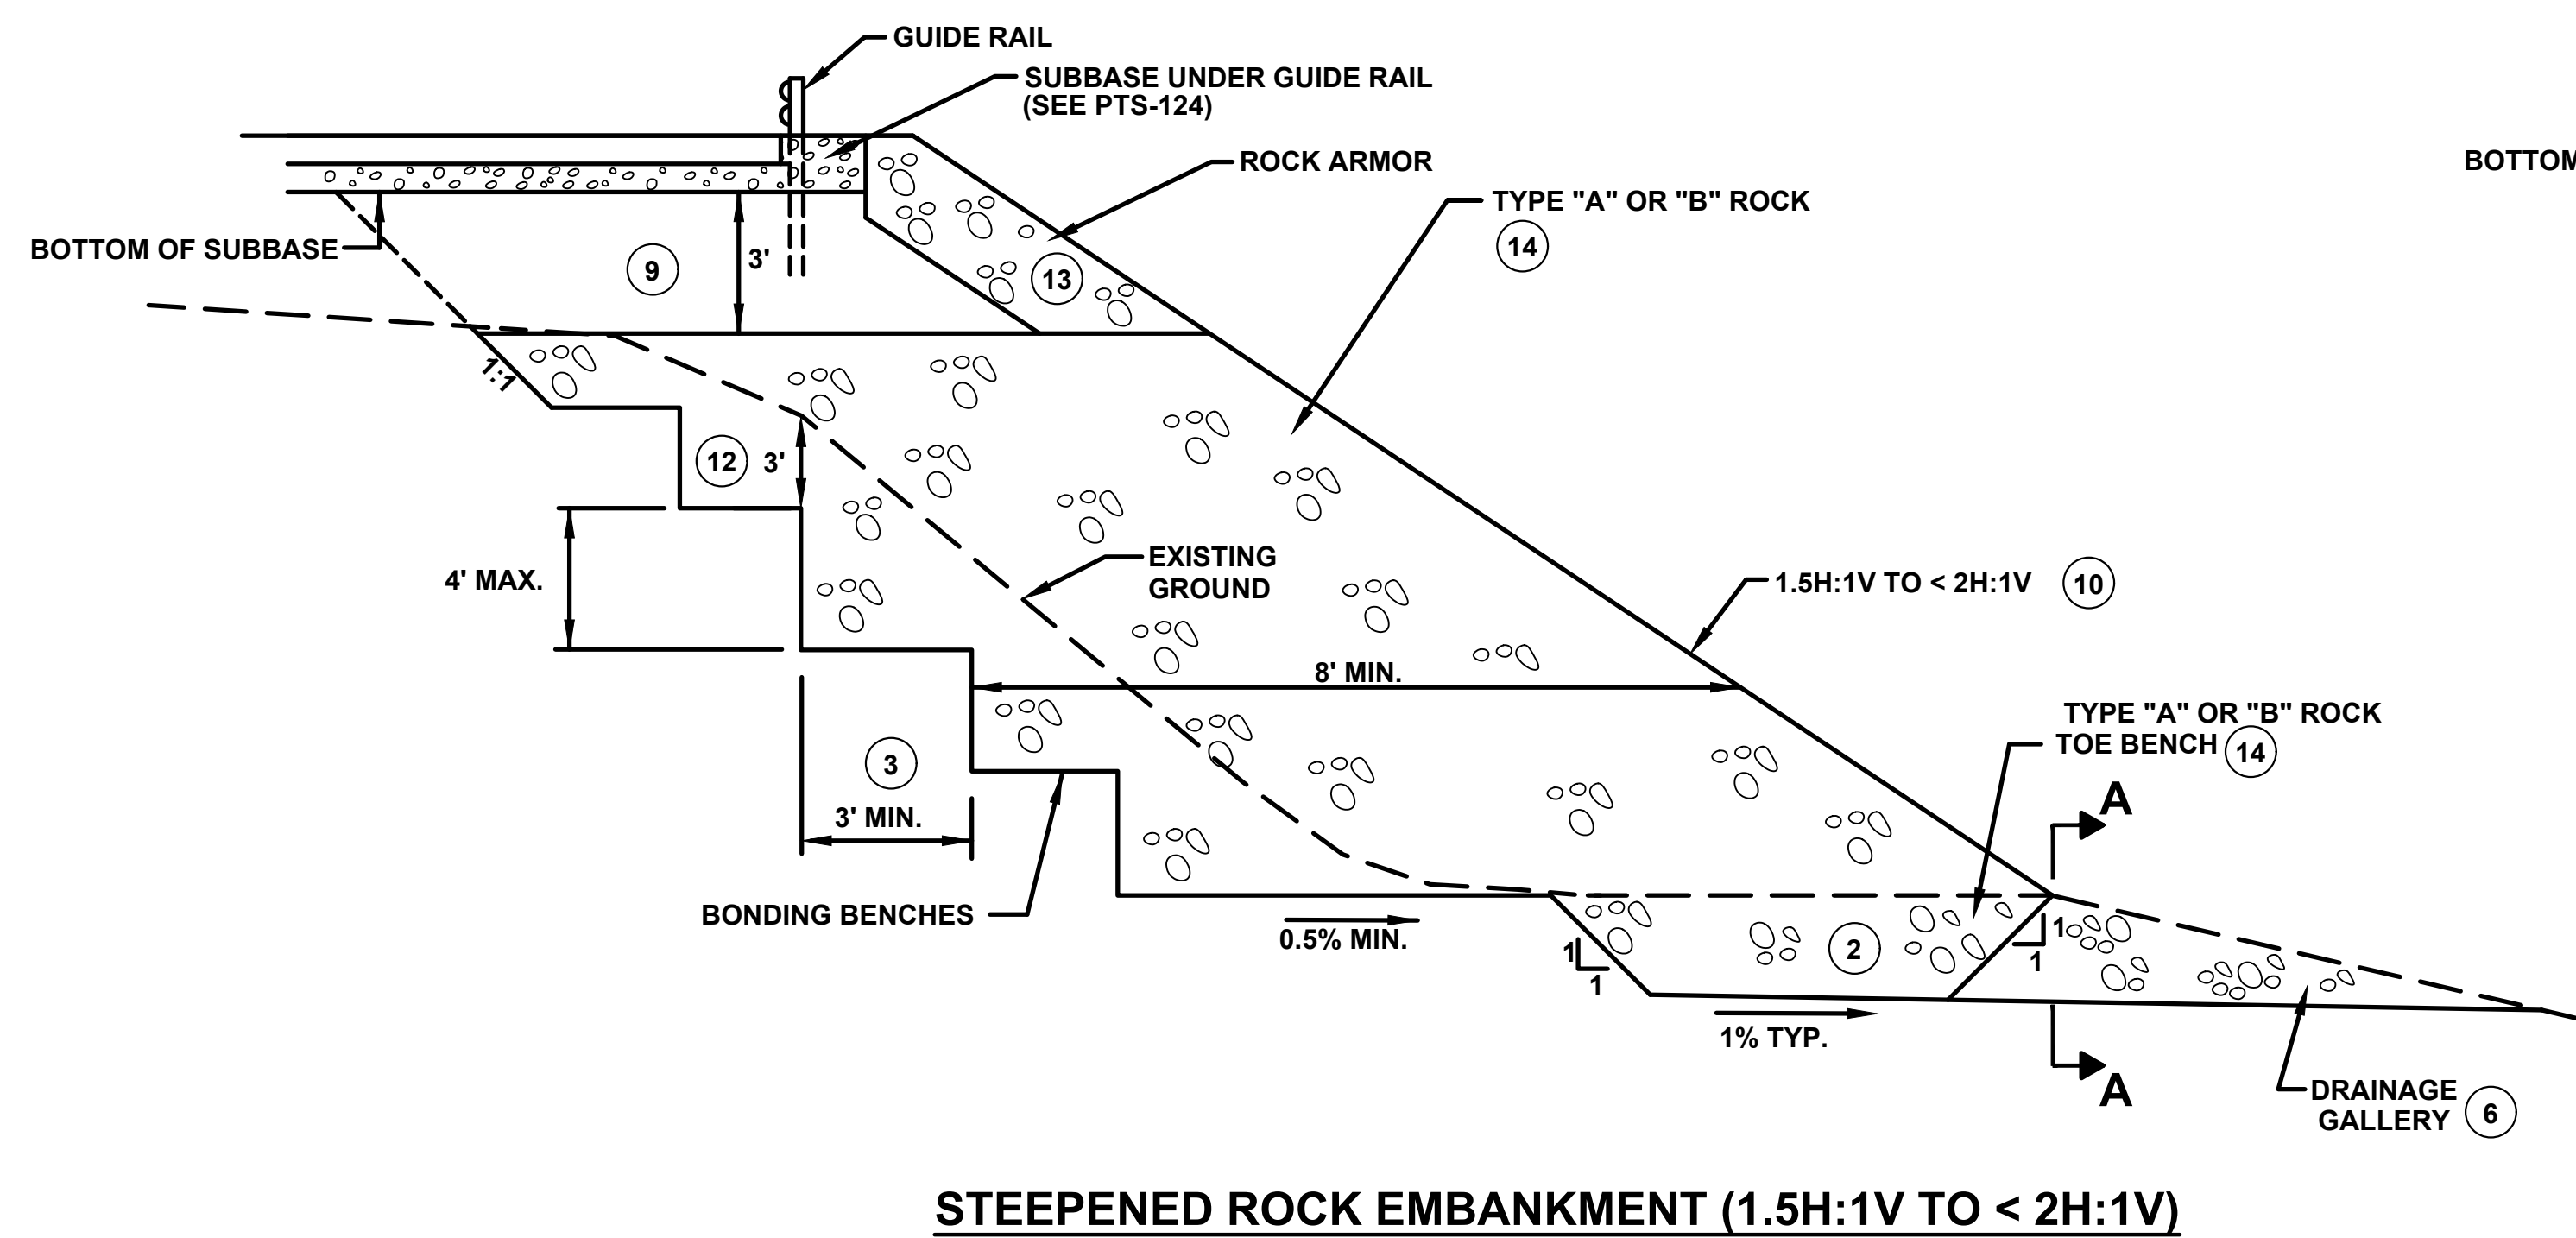 GUIDE RAIL
SUBBASE UNDER GUIDE RAIL
(SEE PTS-124)
ROCK ARMOR
BOTTOM
TYPE "A" OR "B" ROCK
14
BOTTOM OF SUBBASE
9
3'
13
1:1
12
3'
EXISTING
GROUND
4' MAX.
1.5H:1V TO < 2H:1V
10
8' MIN.
TYPE "A" OR "B" ROCK
TOE BENCH
14
3
3' MIN.
A
BONDING BENCHES
0.5% MIN.
1
1
2
1
1
1% TYP.
A
DRAINAGE
GALLERY
6
STEEPENED ROCK EMBANKMENT (1.5H:1V TO < 2H:1V)